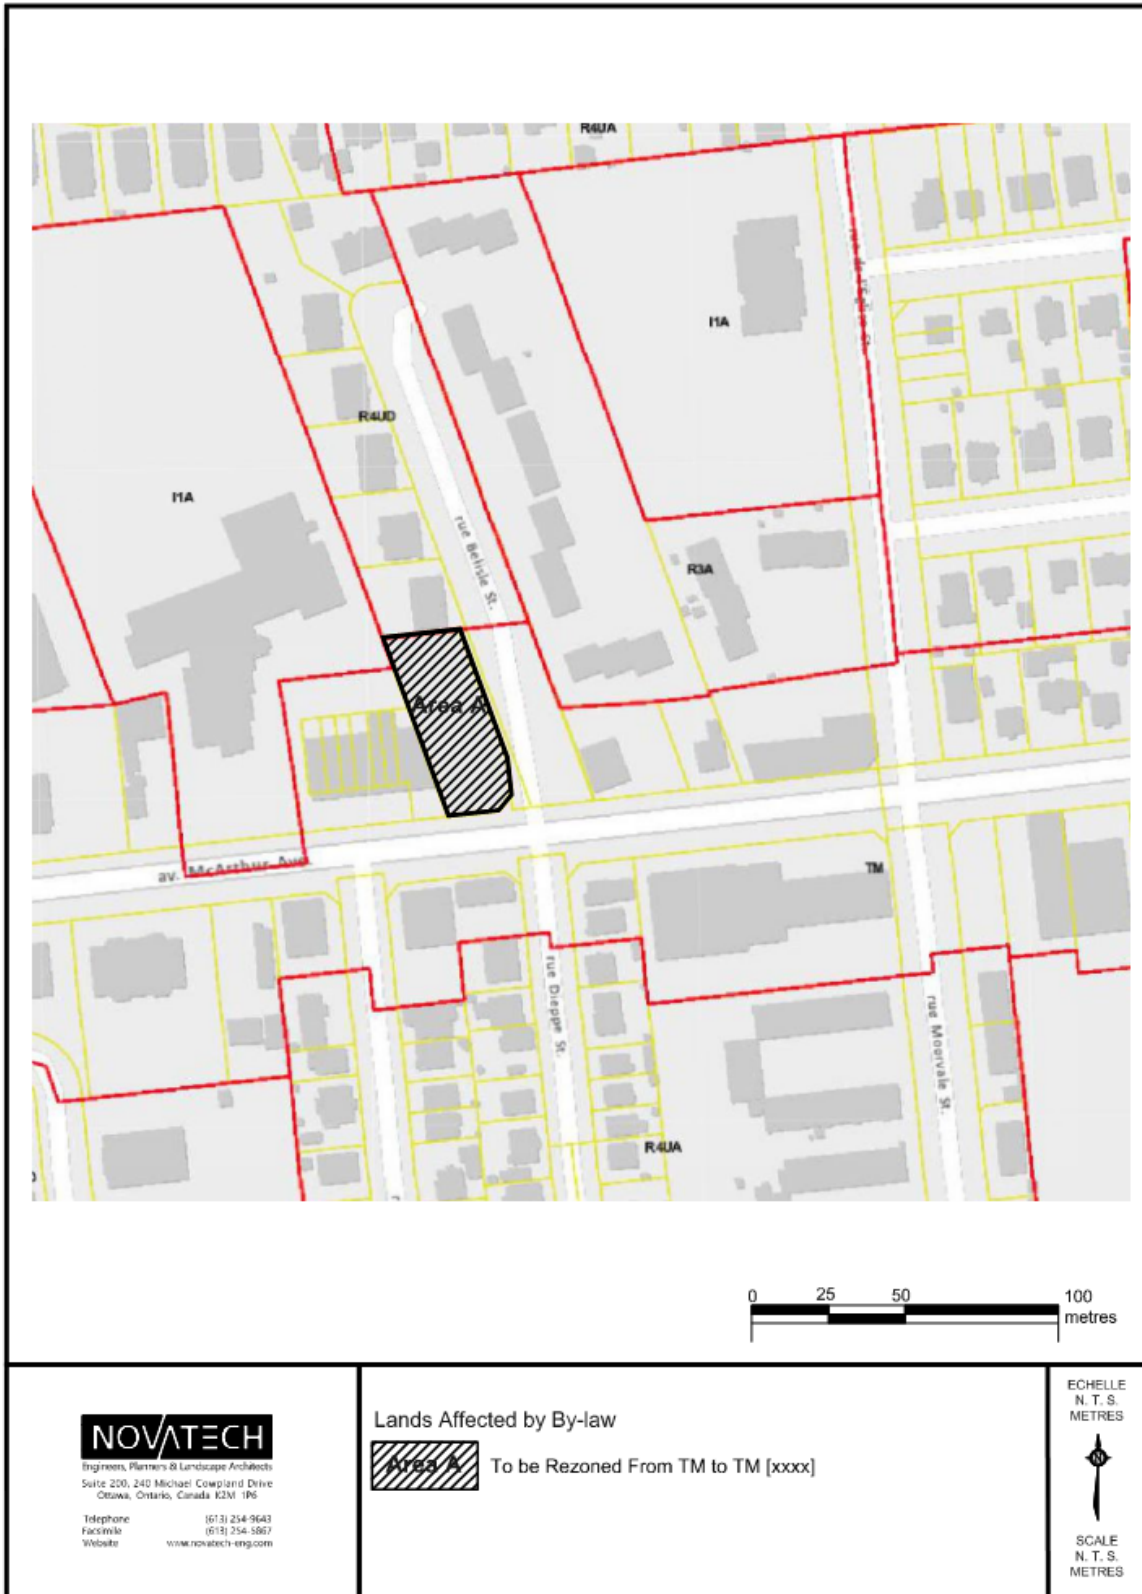 R4UA
I1A
R4UD
I1A
rue Belisle St.
R3A
Area A
av. McArthur Ave.
TM
rue Dieppe St.
rue Moorvale St.
R4UA
0 25 50 100
metres
NOVATECH
Engineers, Planners & Landscape Architects
Suite 200, 240 Michael Cowpland Drive
Ottawa, Ontario, Canada K2M 1P6
Telephone (613) 254-9643
Facsimile (613) 254-5867
Website www.novatech-eng.com
Lands Affected by By-law
Area A To be Rezoned From TM to TM [xxxx]
ECHELLE
N. T. S.
METRES
N
SCALE
N. T. S.
METRES